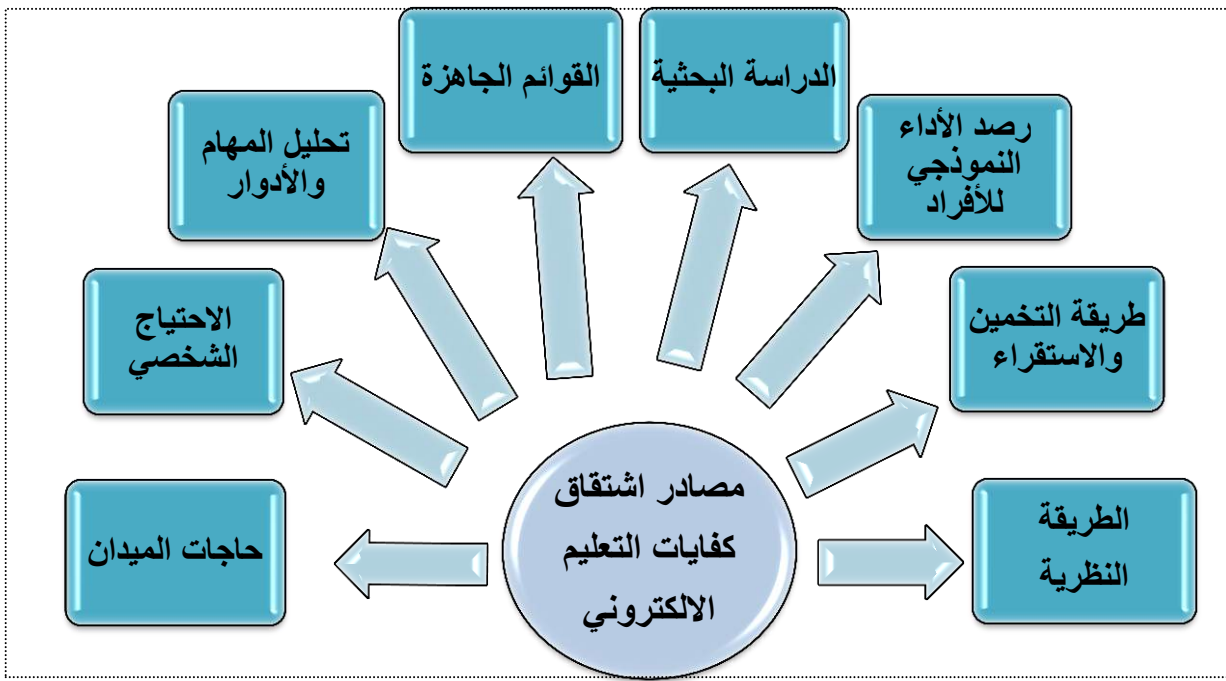 الدراسة البحثية
القوائم الجاهزة
رصد الأداء
النموذجي
للأفراد
تحليل المهام
والأدوار
طريقة التخمين
والاستقراء
الاحتياج
الشخصي
الطريقة
النظرية
حاجات الميدان
مصادر اشتقاق
كفايات التعليم
الالكتروني